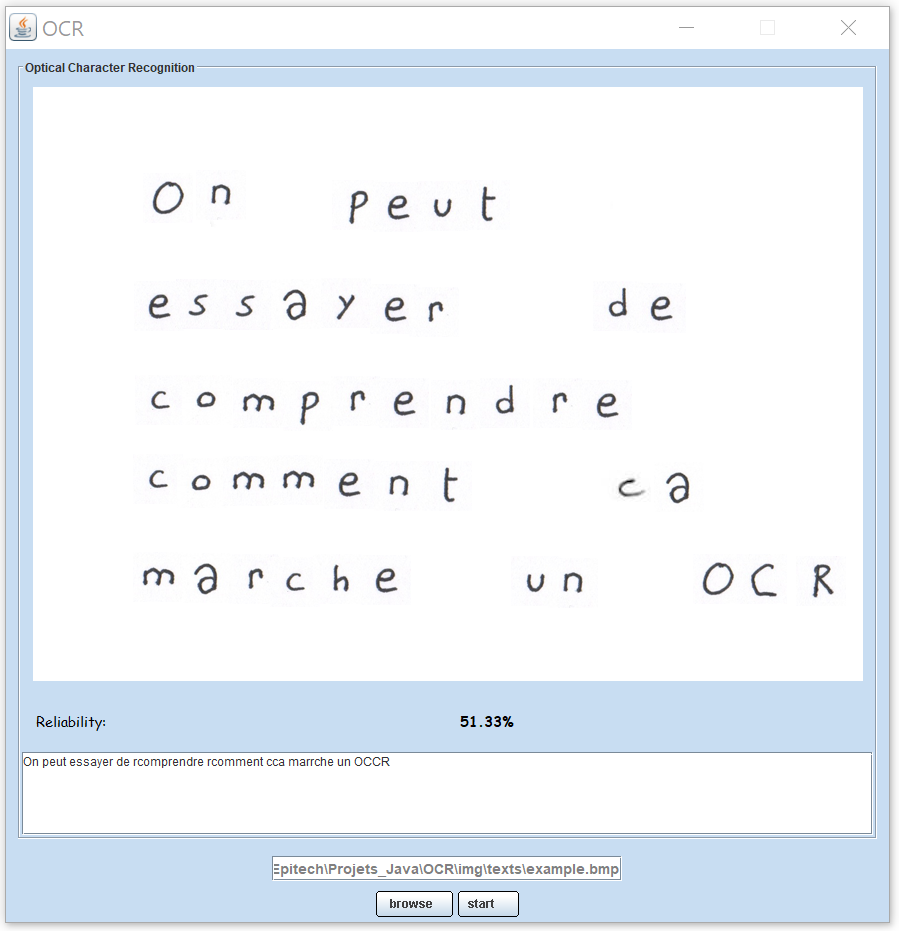 OCR
Optical Character Recognition
On peut
essayer de
comprendre
comment ca
marche un OCR
Reliability: 51.33%
On peut essayer de rcomprendre rcomment cca marrche un OCCR
Epitech\Projets_Java\OCR\img\texts\example.bmp
browse start